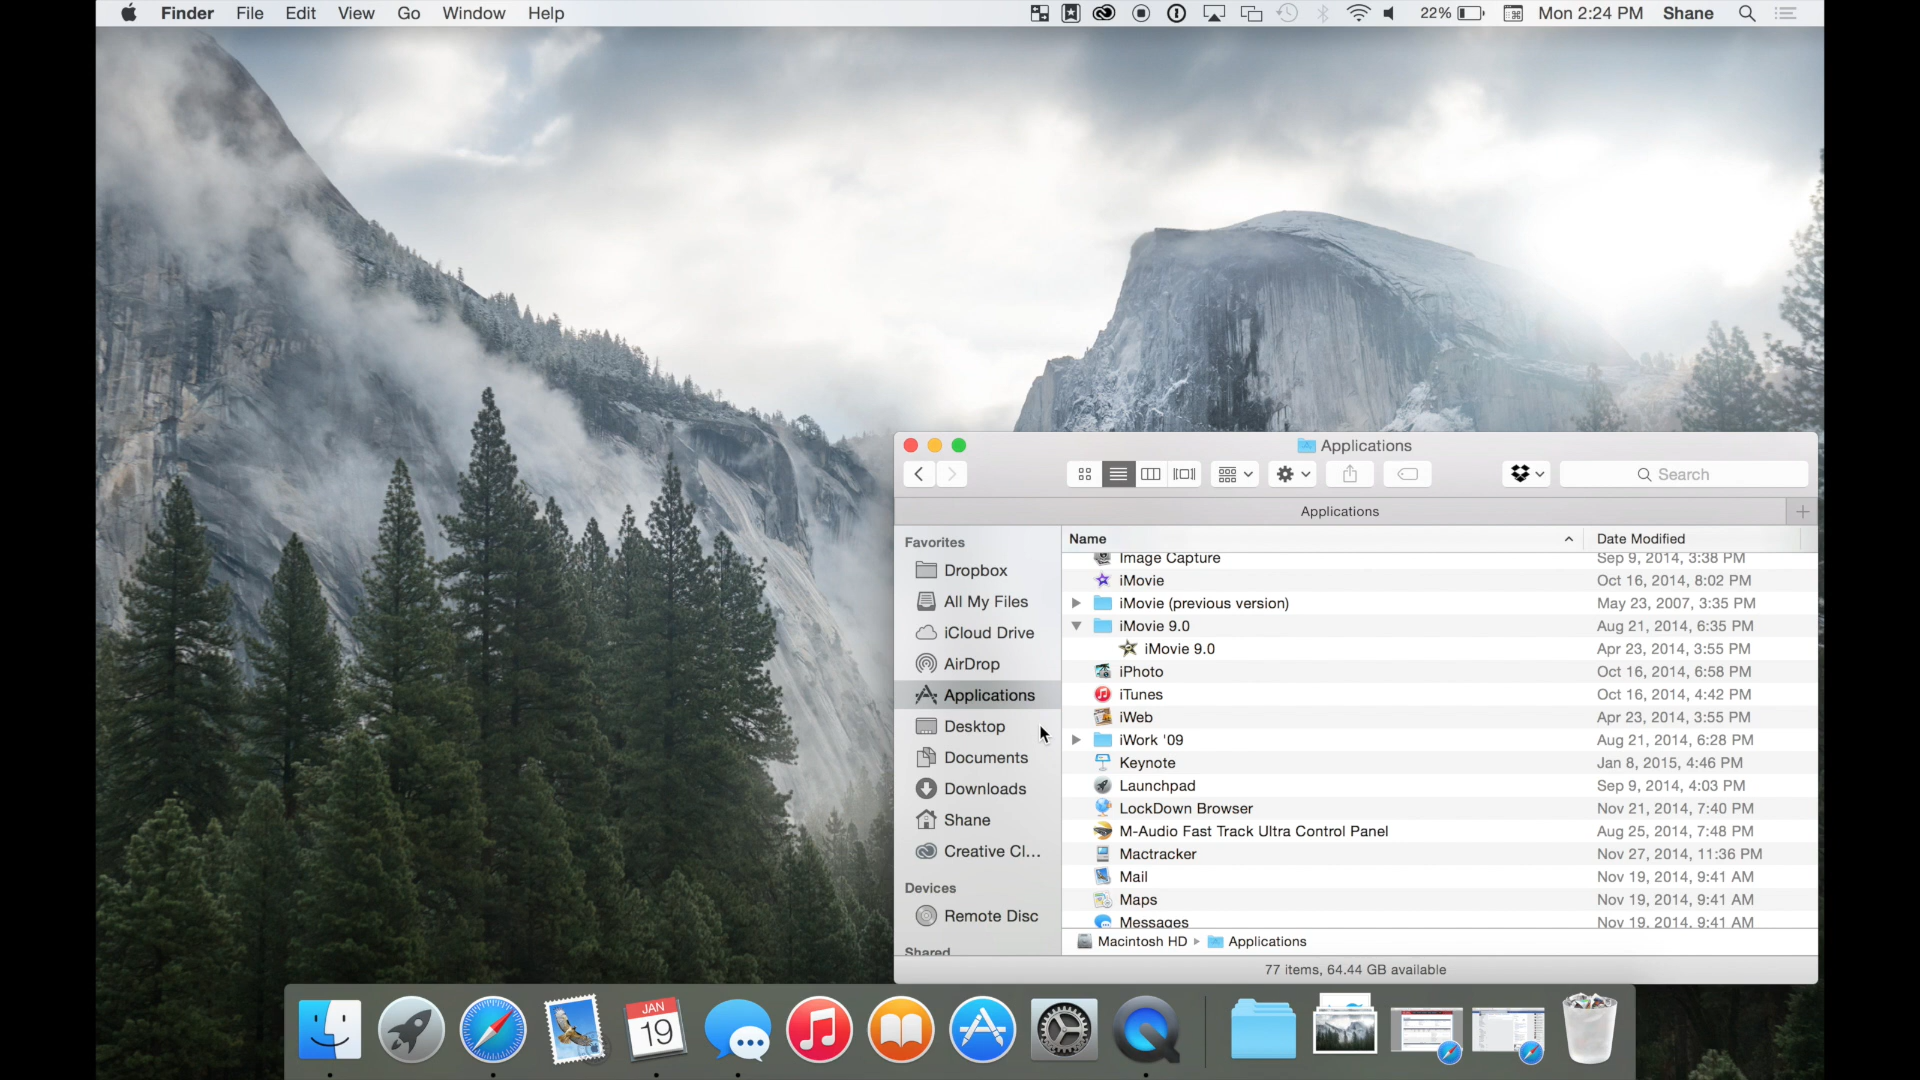 Finder File Edit View Go Window Help 22% Mon 2:24 PM Shane
Applications
Search
Applications
Favorites
Dropbox
All My Files
iCloud Drive
AirDrop
Applications
Desktop
Documents
Downloads
Shane
Creative Cl...
Devices
Remote Disc
Shared
Name Date Modified
Image Capture Sep 9, 2014, 3:38 PM
iMovie Oct 16, 2014, 8:02 PM
iMovie (previous version) May 23, 2007, 3:35 PM
iMovie 9.0 Aug 21, 2014, 6:35 PM
iMovie 9.0 Apr 23, 2014, 3:55 PM
iPhoto Oct 16, 2014, 6:58 PM
iTunes Oct 16, 2014, 4:42 PM
iWeb Apr 23, 2014, 3:55 PM
iWork '09 Aug 21, 2014, 6:28 PM
Keynote Jan 8, 2015, 4:46 PM
Launchpad Sep 9, 2014, 4:03 PM
LockDown Browser Nov 21, 2014, 7:40 PM
M-Audio Fast Track Ultra Control Panel Aug 25, 2014, 7:48 PM
Mactracker Nov 27, 2014, 11:36 PM
Mail Nov 19, 2014, 9:41 AM
Maps Nov 19, 2014, 9:41 AM
Messages Nov 19, 2014, 9:41 AM
Macintosh HD Applications
77 items, 64.44 GB available
JAN
19